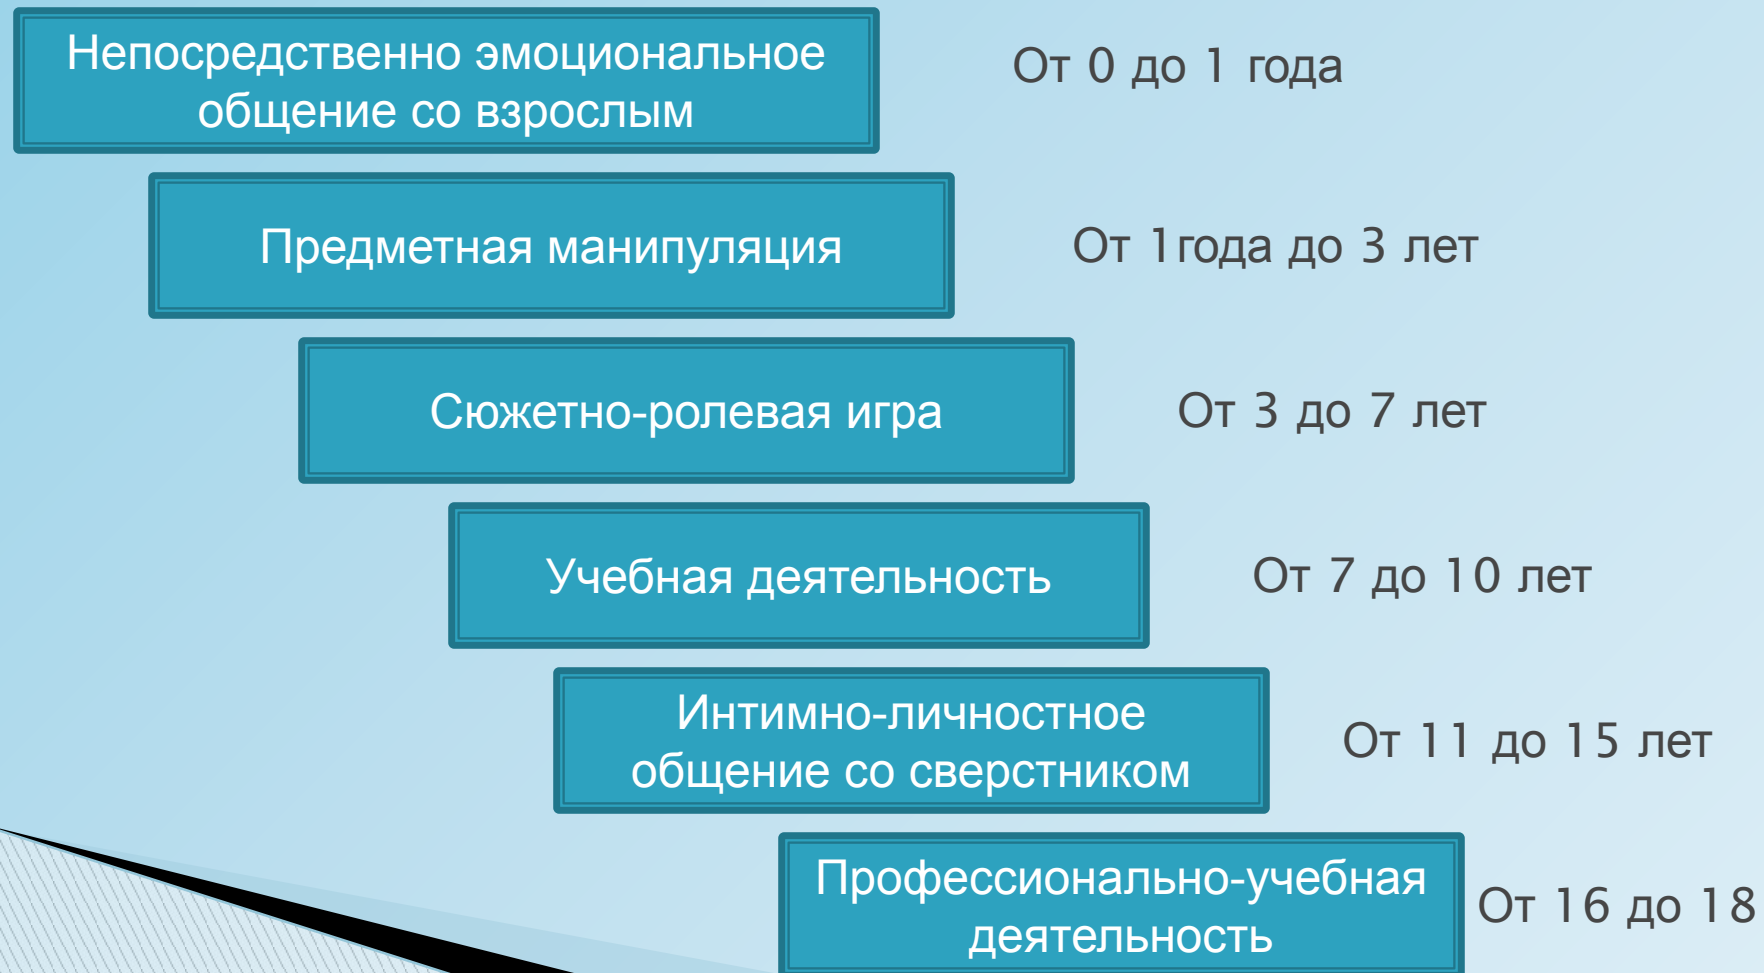 Непосредственно эмоциональное
общение со взрослым
От 0 до 1 года
Предметная манипуляция
От 1года до 3 лет
Сюжетно-ролевая игра
От 3 до 7 лет
Учебная деятельность
От 7 до 10 лет
Интимно-личностное
общение со сверстником
От 11 до 15 лет
Профессионально-учебная
деятельность
От 16 до 18